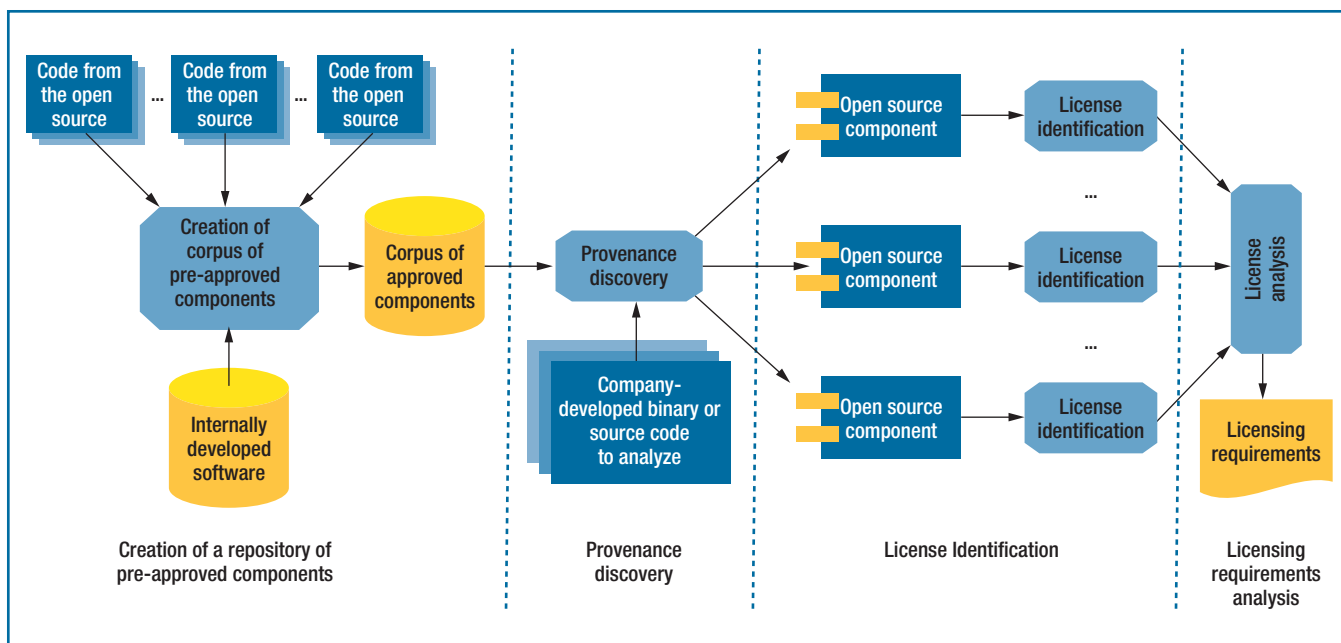 Code from
the open
source
...
Code from
the open
source
...
Code from
the open
source
Creation of
corpus of
pre-approved
components
Corpus of
approved
components
Internally
developed
software
Creation of a repository of
pre-approved components
Provenance
discovery
Company-
developed binary or
source code
to analyze
Provenance
discovery
Open source
component
License
identification
...
Open source
component
License
identification
...
Open source
component
License
identification
License Identification
License
analysis
Licensing
requirements
Licensing
requirements
analysis